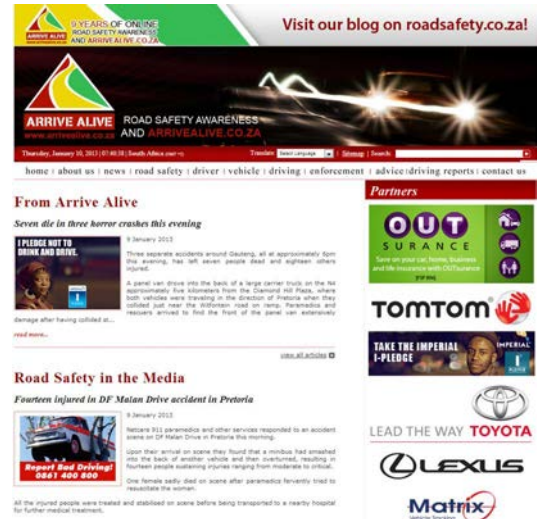 9 YEARS OF ONLINE
ROAD SAFETY AWARENESS
AND ARRIVEALIVE.CO.ZA
ARRIVE ALIVE
Visit our blog on roadsafety.co.za!
ARRIVE ALIVE
www.arrivealive.co.za
ROAD SAFETY AWARENESS
AND ARRIVEALIVE.CO.ZA
Thursday, January 10, 2013 | 07:40:38 | South Africa
Translate Select Language | Sitemap | Search:
home | about us | news | road safety | driver | vehicle | driving | enforcement | advice | driving reports | contact us
From Arrive Alive
Seven die in three horror crashes this evening
I PLEDGE NOT TO
DRINK AND DRIVE.
9 January 2013
Three separate accidents around Gauteng, all at approximately 6pm
this evening, has left seven people dead and eighteen others
injured.
A panel van drove into the back of a large carrier truck on the N4
approximately five kilometers from the Diamond Hill Plaza, where
both vehicles were traveling in the direction of Pretoria when they
collided just near the Witfontein road on ramp. Paramedics and
rescuers arrived to find the front of the panel van extensively
damage after having collided at...
read more...
view all articles
Road Safety in the Media
Fourteen injured in DF Malan Drive accident in Pretoria
Report Bad Driving!
0861 400 800
9 January 2013
Netcare 911 paramedics and other services responded to an accident
scene on DF Malan Drive in Pretoria this morning.
Upon their arrival on scene they found that a minibus had smashed
into the back of another vehicle and then overturned, resulting in
fourteen people sustaining injuries ranging from moderate to critical.
One female sadly died on scene after paramedics fervently tried to
resuscitate the woman.
All the injured people were treated and stabilised on scene before being transported to a nearby hospital
for further medical treatment.
Partners
OUT
SURANCE
Save on your car, home, business
and life insurance with OUTsurance
TOMTOM
TAKE THE IMPERIAL
I-PLEDGE
IMPERIAL
LEAD THE WAY TOYOTA
LEXUS
Matrix